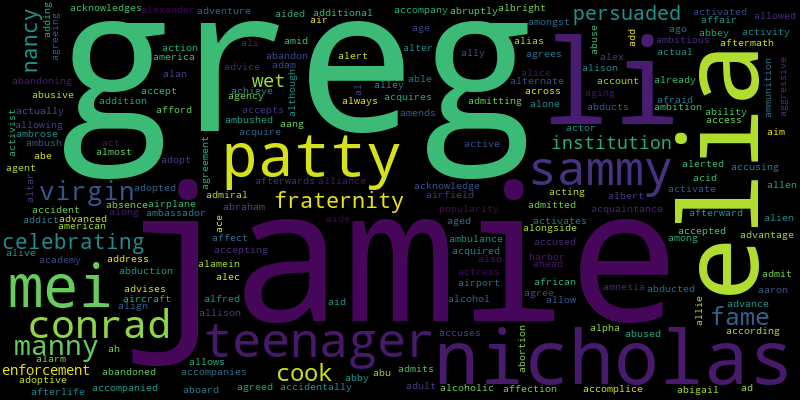 acknowledges alexander adventure aided additional accompany abruptly albright activated allowed
nancy adding agreeing greg air amid amongst age alias persuaded affair ago ambitious
action america ali abandon adam alert alter ally agrees abuse add alex abbey activity aftermath
abandoning alan advice wet although alley able alice alternate alison actual already
abusive accept achieve agency always acquires admitting across account aging afraid li elia ammunition aggressive
activist actually addition afford accepts aang al amends alone abducts ambition ability
allowing ambrose ambushed acquire active actor access aim
ambush almost act patty institution alerted accusing
agent abe adopt agreement afterwards alliance sammy acid
altar virgin adopted admiral fraternity acknowledge acting albert activate allen
absence airplane abraham airfield admitted acquaintance afterward alien
accident along ambassador ace aide popularity activates accepted advantage
addict advanced american affect aged alongside among
celebrating accepting ambulance accused harbor african admit
alive academy address abduction alamein also acquired ahead amnesia abducted aaron
mei advises aircraft alec jamie actress airport agree allow allie advance
conrad align alfred aid alcohol alpha fame according
manny ah allison accuses abortion abused
alarm teenager nicholas
enforcement abandoned allows cook abby abu admits
adoptive accompanies adult alcoholic affection accomplice abigail ad
afterlife accompanied aboard agreed accidentally